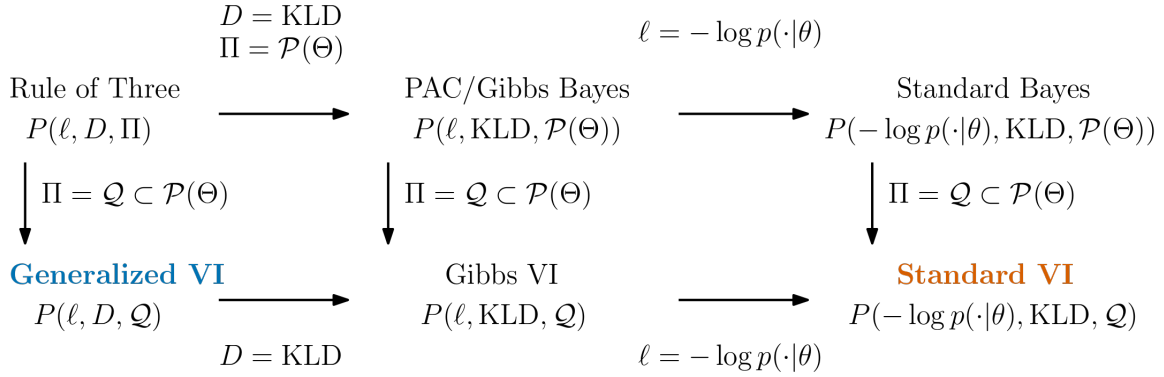 D = KLD
Π = 𝒫(Θ)
ℓ = − log p(·|θ)
Rule of Three
PAC/Gibbs Bayes
Standard Bayes
P(ℓ, D, Π)
P(ℓ, KLD, 𝒫(Θ))
P(− log p(·|θ), KLD, 𝒫(Θ))
Π = 𝒬 ⊂ 𝒫(Θ)
Π = 𝒬 ⊂ 𝒫(Θ)
Π = 𝒬 ⊂ 𝒫(Θ)
Generalized VI
Gibbs VI
Standard VI
P(ℓ, D, 𝒬)
P(ℓ, KLD, 𝒬)
P(− log p(·|θ), KLD, 𝒬)
D = KLD
ℓ = − log p(·|θ)